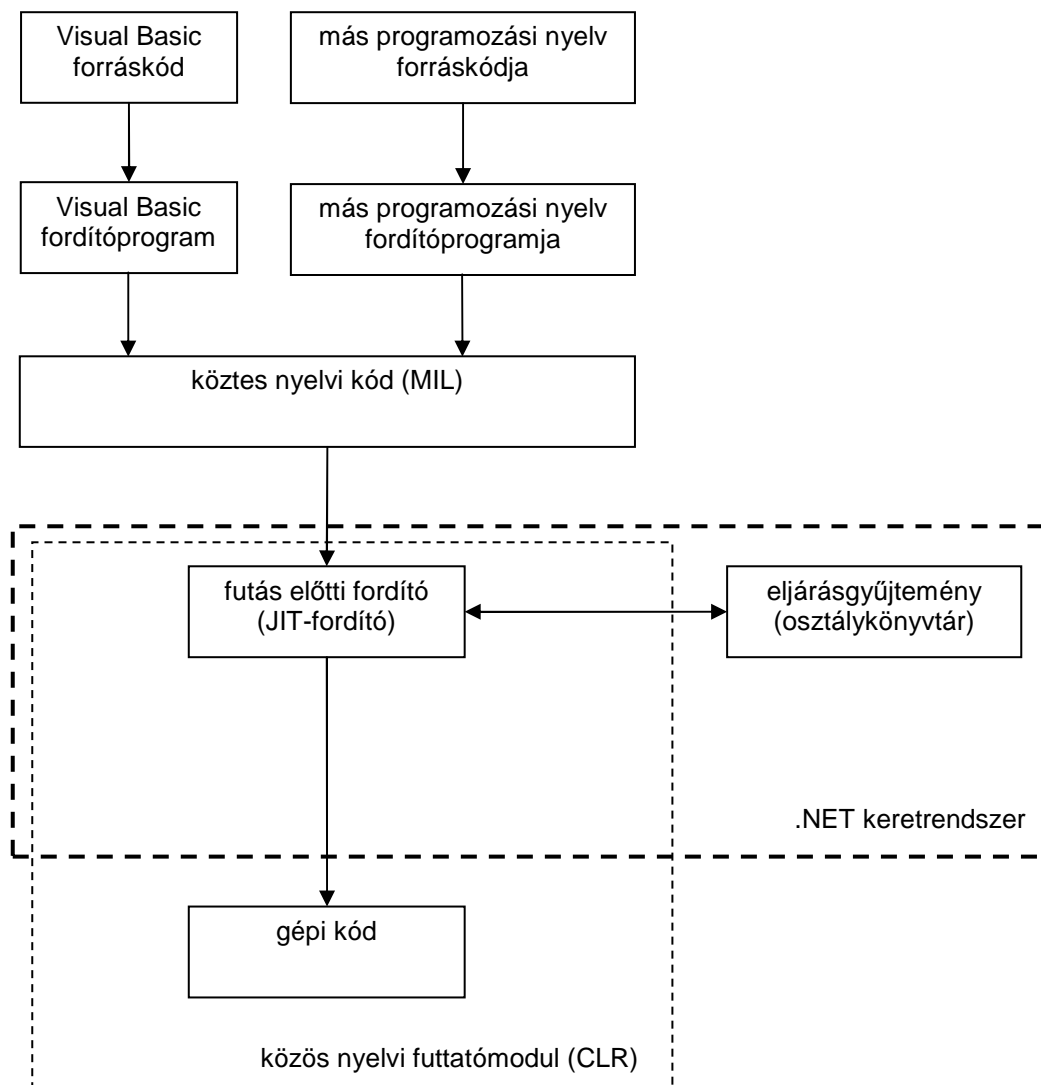 Visual Basic
forráskód
más programozási nyelv
forráskódja
Visual Basic
fordítóprogram
más programozási nyelv
fordítóprogramja
köztes nyelvi kód (MIL)
futás előtti fordító
(JIT-fordító)
eljárásgyűjtemény
(osztálykönyvtár)
.NET keretrendszer
gépi kód
közös nyelvi futtatómodul (CLR)